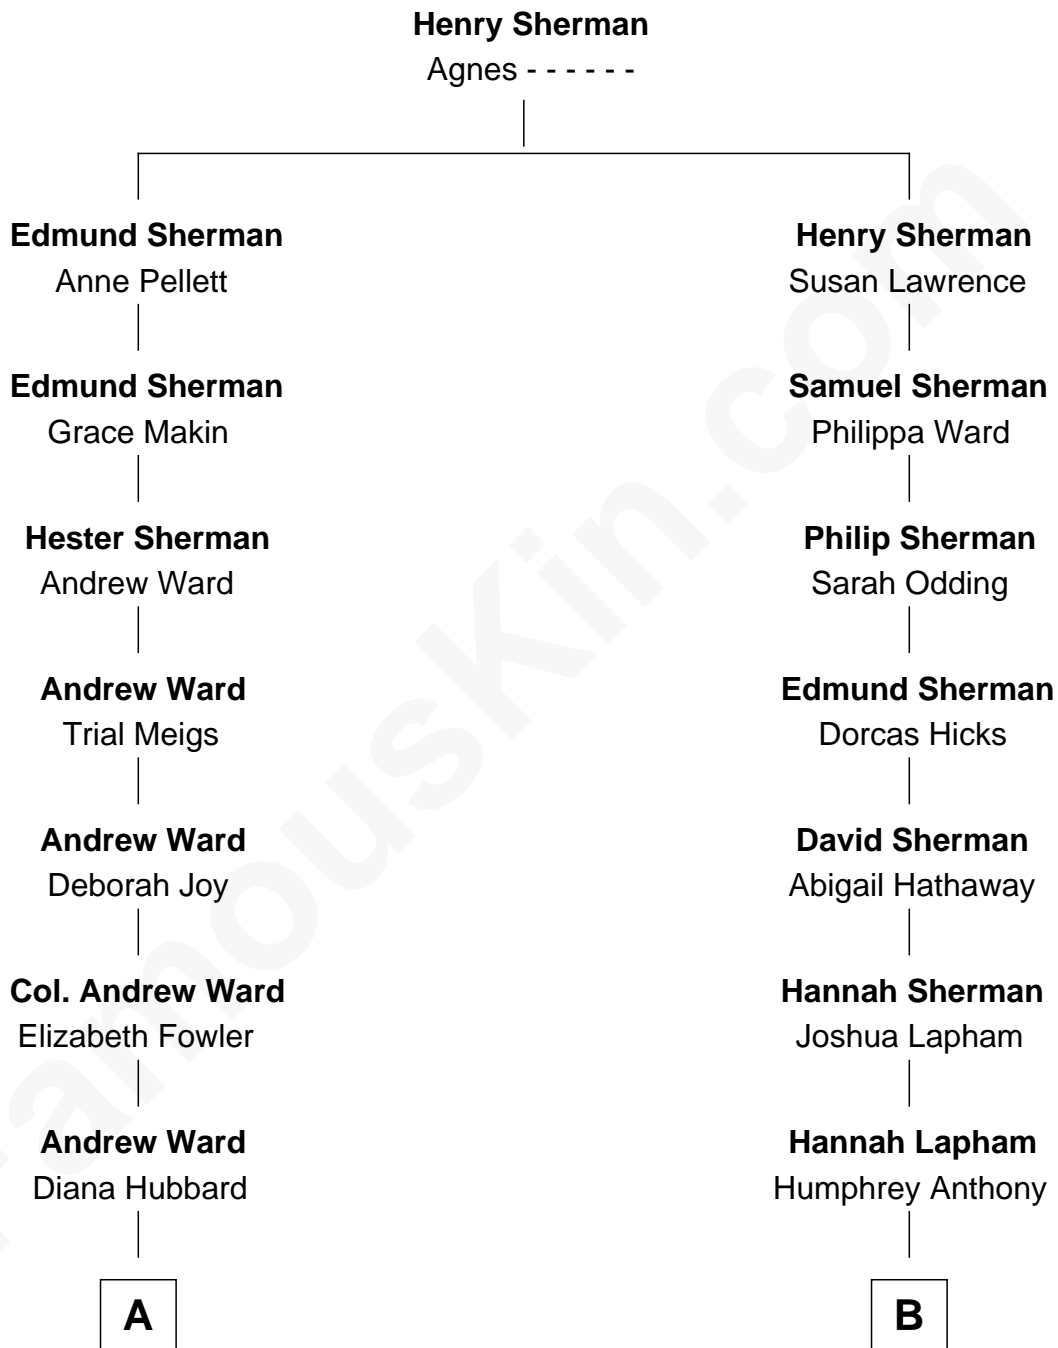 Henry Sherman
Agnes - - - - - -
Edmund Sherman
Anne Pellett
Henry Sherman
Susan Lawrence
Edmund Sherman
Grace Makin
Samuel Sherman
Philippa Ward
Hester Sherman
Andrew Ward
Philip Sherman
Sarah Odding
Andrew Ward
Trial Meigs
Edmund Sherman
Dorcas Hicks
Andrew Ward
Deborah Joy
David Sherman
Abigail Hathaway
Col. Andrew Ward
Elizabeth Fowler
Hannah Sherman
Joshua Lapham
Andrew Ward
Diana Hubbard
Hannah Lapham
Humphrey Anthony
A
B
FamousKin.com